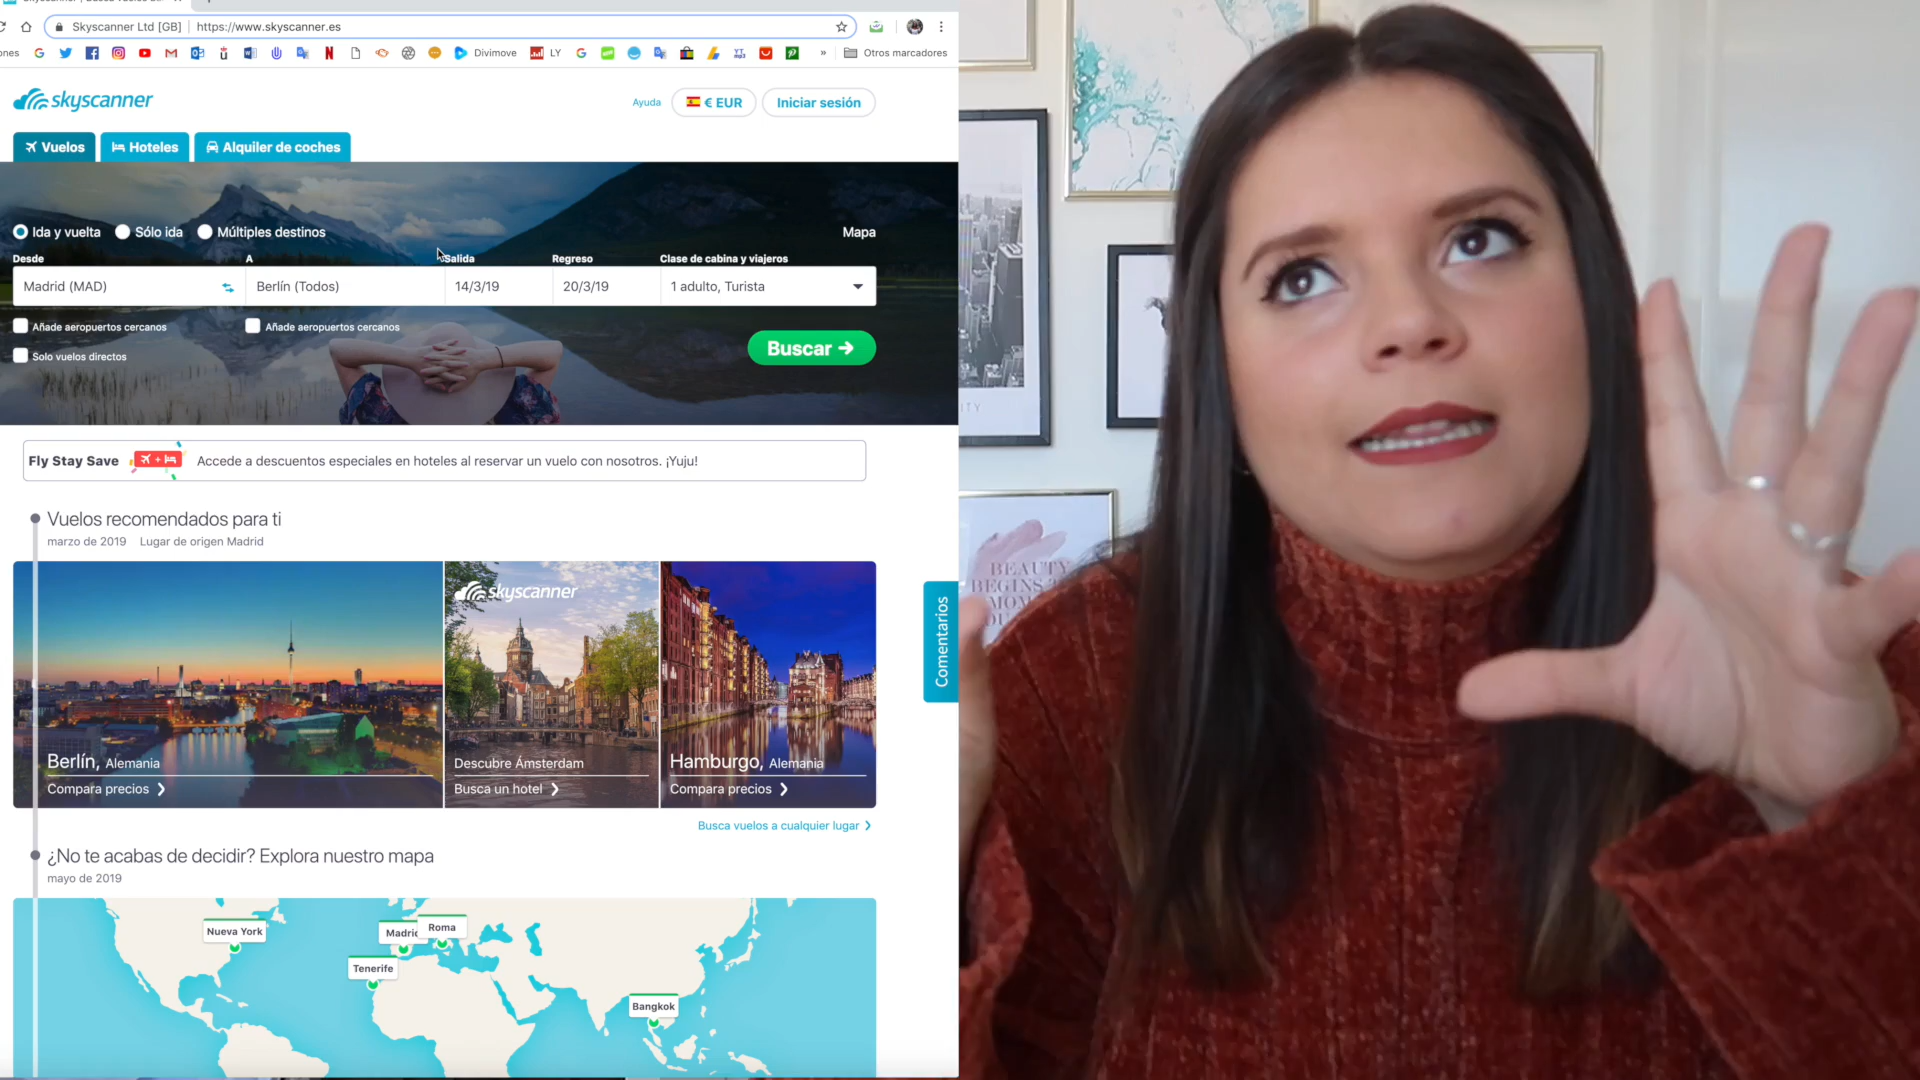 Skyscanner Ltd [GB] https://www.skyscanner.es
Divimove LY » Otros marcadores
skyscanner
Ayuda € EUR Iniciar sesión
Vuelos Hoteles Alquiler de coches
Ida y vuelta Sólo ida Múltiples destinos Mapa
Desde A Salida Regreso Clase de cabina y viajeros
Madrid (MAD) Berlín (Todos) 14/3/19 20/3/19 1 adulto, Turista
Añade aeropuertos cercanos Añade aeropuertos cercanos
Solo vuelos directos
Buscar
Fly Stay Save Accede a descuentos especiales en hoteles al reservar un vuelo con nosotros. ¡Yuju!
Vuelos recomendados para ti
marzo de 2019 Lugar de origen Madrid
skyscanner
Berlín, Alemania
Compara precios
Descubre Ámsterdam
Busca un hotel
Hamburgo, Alemania
Compara precios
Busca vuelos a cualquier lugar
¿No te acabas de decidir? Explora nuestro mapa
mayo de 2019
Nueva York
Madrid
Roma
Tenerife
Bangkok
Comentarios
BEAUTY
BEGINS